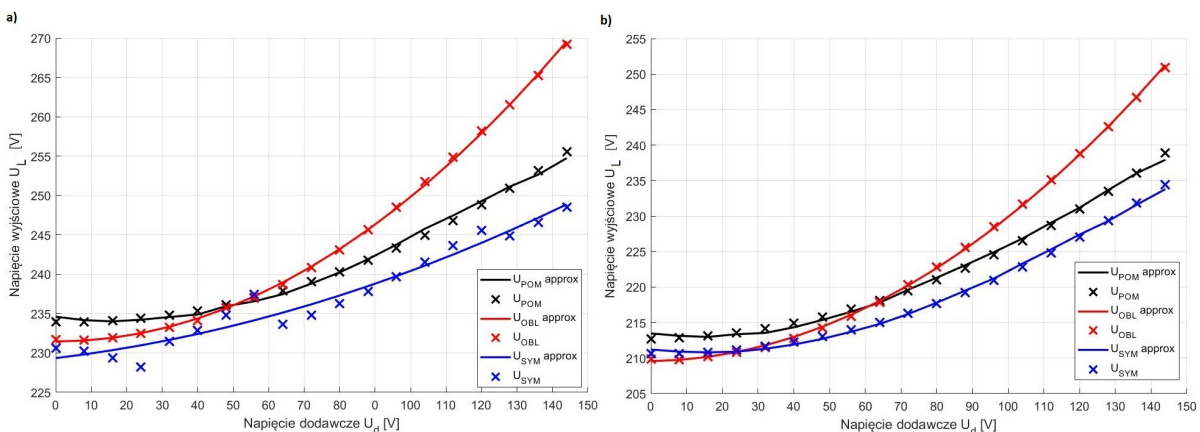 a)
270
265
260
255
250
245
240
235
230
225
Napięcie wyjściowe U_L [V]
0 10 20 30 40 50 60 70 80 0 100 110 120 130 140 150
Napięcie dodawcze U_d [V]
U_POM approx
U_POM
U_OBL approx
U_OBL
U_SYM approx
U_SYM
b)
255
250
245
240
235
230
225
220
215
210
205
Napięcie wyjściowe U_L [V]
0 10 20 30 40 50 60 70 80 90 100 110 120 130 140 150
Napięcie dodawcze U_d [V]
U_POM approx
U_POM
U_OBL approx
U_OBL
U_SYM approx
U_SYM